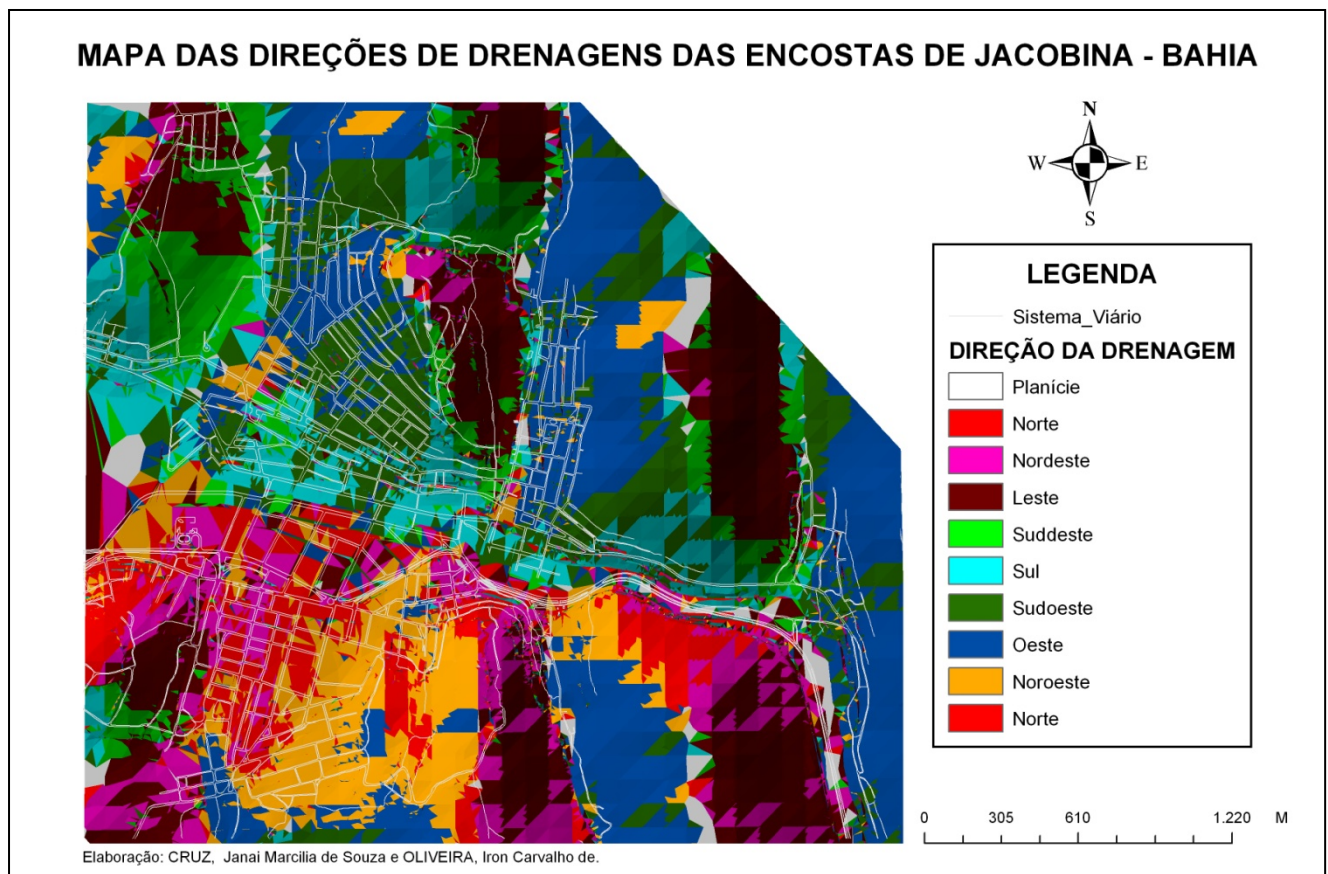 MAPA DAS DIREÇÕES DE DRENAGENS DAS ENCOSTAS DE JACOBINA - BAHIA
N
W E
S
LEGENDA
Sistema_Viário
DIREÇÃO DA DRENAGEM
Planície
Norte
Nordeste
Leste
Suddeste
Sul
Sudoeste
Oeste
Noroeste
Norte
0 305 610 1.220 M
Elaboração: CRUZ, Janai Marcilia de Souza e OLIVEIRA, Iron Carvalho de.